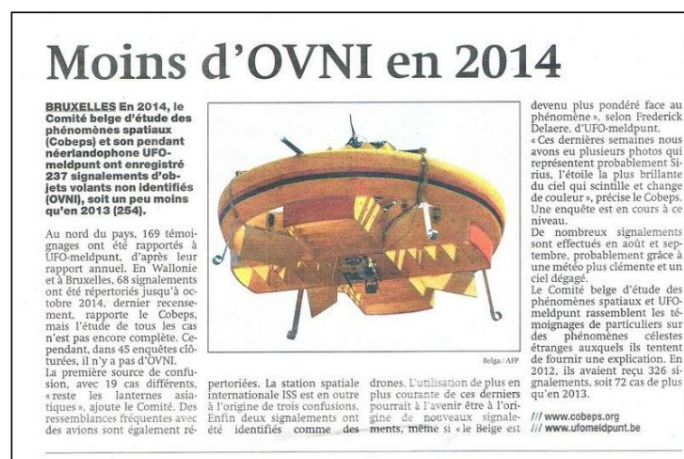 Moins d'OVNI en 2014
BRUXELLES En 2014, le
Comité belge d'étude des
phénomènes spatiaux
(Cobeps) et son pendant
néerlandophone UFO-
meldpunt ont enregistré
237 signalements d'ob-
jets volants non identifiés
(OVNI), soit un peu moins
qu'en 2013 (254).
Au nord du pays, 169 témoi-
gnages ont été rapportés à
UFO-meldpunt, d'après leur
rapport annuel. En Wallonie
et à Bruxelles, 68 signalements
ont été répertoriés jusqu'à oc-
tobre 2014, dernier recense-
ment, rapporte le Cobeps,
mais l'étude de tous les cas
n'est pas encore complète. Ce-
pendant, dans 45 enquêtes clô-
turées, il n'y a pas d'OVNI.
La première source de confu-
sion, avec 19 cas différents,
« reste les lanternes asia-
tiques », ajoute le Comité. Des
ressemblances fréquentes avec
des avions sont également ré-
Belga / AFP
pertoriées. La station spatiale
internationale ISS est en outre
à l'origine de trois confusions.
Enfin deux signalements ont
été identifiés comme des
drones. L'utilisation de plus en
plus courante de ces derniers
pourrait à l'avenir être à l'ori-
gine de nouveaux signale-
ments, même si « le Belge est
devenu plus pondéré face au
phénomène », selon Frederick
Delaere, d'UFO-meldpunt.
« Ces dernières semaines nous
avons eu plusieurs photos qui
représentent probablement Si-
rius, l'étoile la plus brillante
du ciel qui scintille et change
de couleur », précise le Cobeps.
Une enquête est en cours à ce
niveau.
De nombreux signalements
sont effectués en août et sep-
tembre, probablement grâce à
une météo plus clémente et un
ciel dégagé.
Le Comité belge d'étude des
phénomènes spatiaux et UFO-
meldpunt rassemblent les té-
moignages de particuliers sur
des phénomènes célestes
étranges auxquels ils tentent
de fournir une explication. En
2012, ils avaient reçu 326 si-
gnalements, soit 72 cas de plus
qu'en 2013.
/// www.cobeps.org
/// www.ufomeldpunt.be